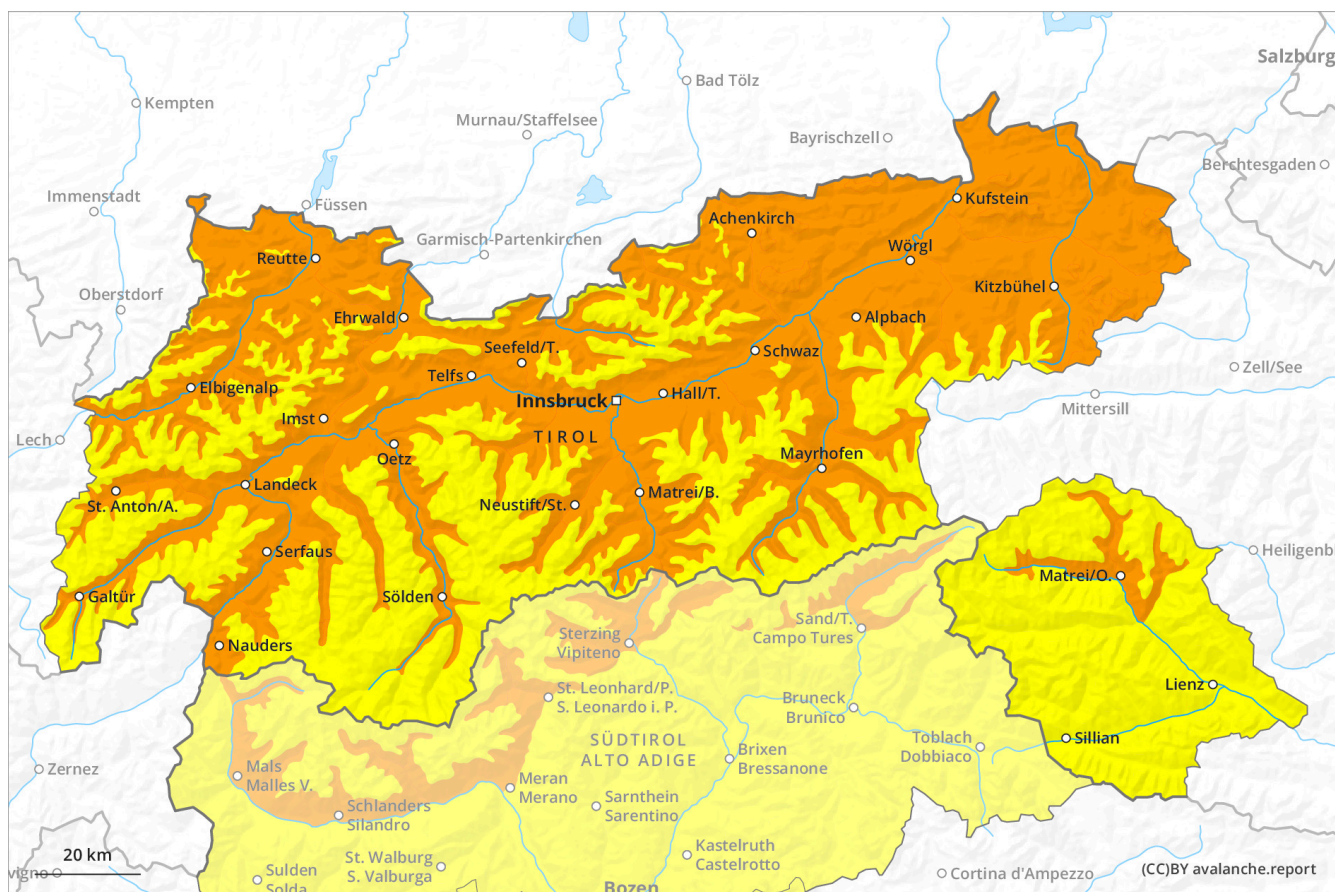 Salzburg
Bad Tölz
Kempten
Murnau/Staffelsee
Bayrischzell
Berchtesgaden
Immenstadt
Füssen
Kufstein
Achenkirch
Garmisch-Partenkirchen
Wörgl
Reutte
Kitzbühel
Oberstdorf
Ehrwald
Alpbach
Seefeld/T.
Schwaz
Zell/See
Telfs
Elbigenalp
Hall/T.
Innsbruck
Mittersill
Imst
Lech
TIROL
Oetz
Mayrhofen
Landeck
Matrei/B.
St. Anton/A.
Neustift/St.
Serfaus
Heiligenb
Matrei/O.
Galtür
Sölden
Sand/T.
Campo Tures
Sterzing
Vipiteno
Nauders
Lienz
St. Leonhard/P.
S. Leonardo i. P.
Bruneck
Brunico
Sillian
Toblach
Dobbiaco
SÜDTIROL
ALTO ADIGE
Brixen
Bressanone
Zernez
Mals
Malles V.
Meran
Merano
Sarnthein
Sarentino
Schlanders
Silandro
20 km
Kastelruth
Castelrotto
St. Walburg
S. Valburga
vigno
Sulden
Solda
Cortina d'Ampezzo
(CC)BY avalanche.report
Bozen